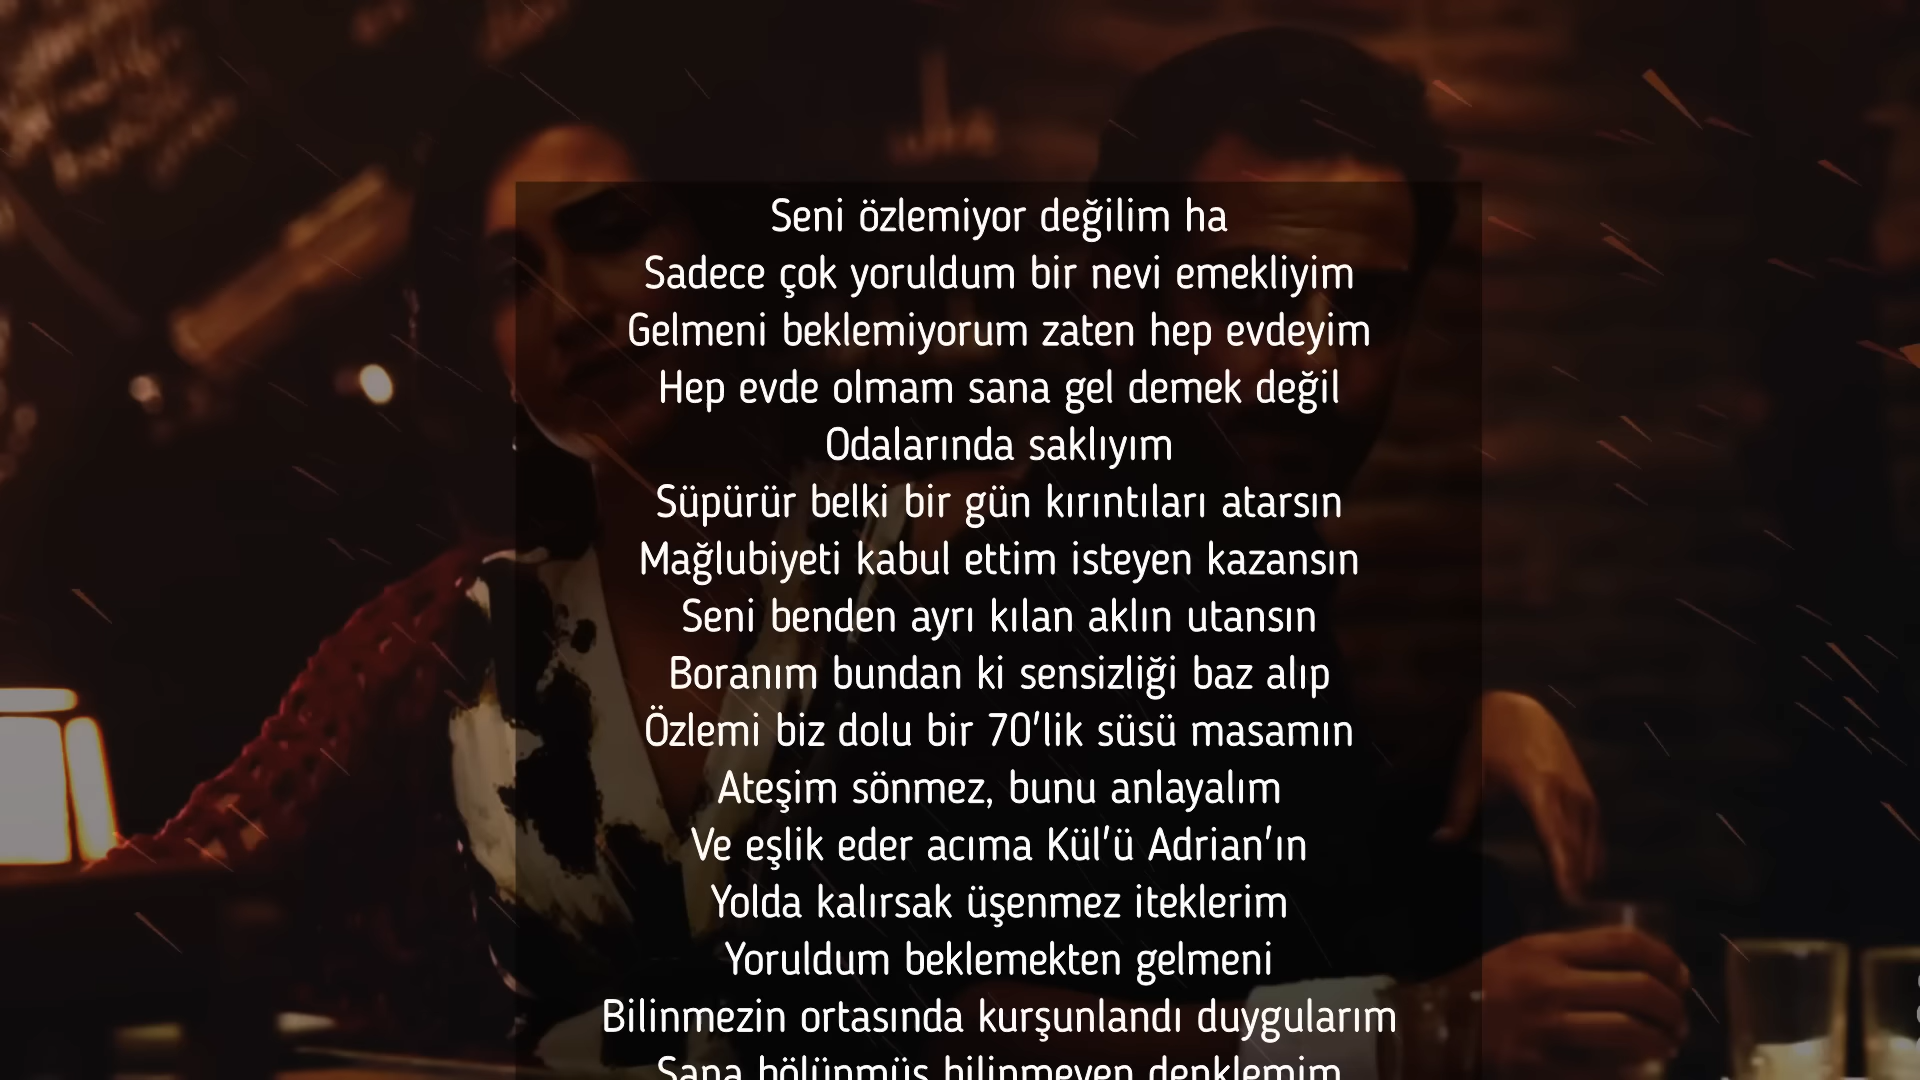 Seni özlemiyor değilim ha
Sadece çok yoruldum bir nevi emekliyim
Gelmeni beklemiyorum zaten hep evdeyim
Hep evde olmam sana gel demek değil
Odalarında saklıyım
Süpürür belki bir gün kırıntıları atarsın
Mağlubiyeti kabul ettim isteyen kazansın
Seni benden ayrı kılan aklın utansın
Boranım bundan ki sensizliği baz alıp
Özlemi biz dolu bir 70'lik süsü masamın
Ateşim sönmez, bunu anlayalım
Ve eşlik eder acıma Kül'ü Adrian'ın
Yolda kalırsak üşenmez iteklerim
Yoruldum beklemekten gelmeni
Bilinmezin ortasında kurşunlandı duygularım
Sana bölünmüş bilinmeyen denklemim